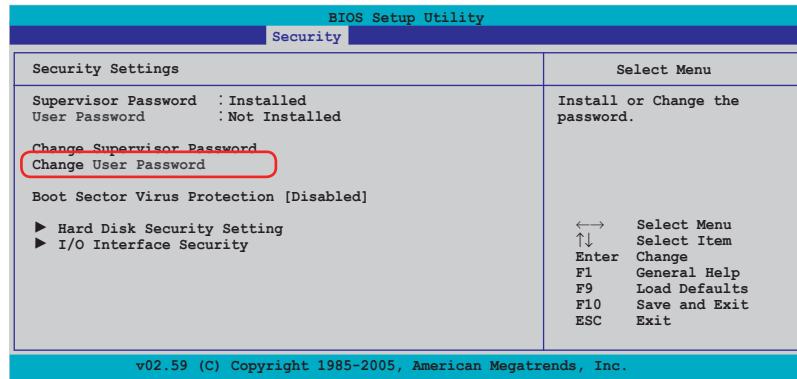 BIOS Setup Utility
Security
Security Settings
Supervisor Password : Installed
User Password : Not Installed
Change Supervisor Password
Change User Password
Boot Sector Virus Protection [Disabled]
▶ Hard Disk Security Setting
▶ I/O Interface Security
Select Menu
Install or Change the
password.
←→ Select Menu
↑↓ Select Item
Enter Change
F1 General Help
F9 Load Defaults
F10 Save and Exit
ESC Exit
v02.59 (C) Copyright 1985-2005, American Megatrends, Inc.